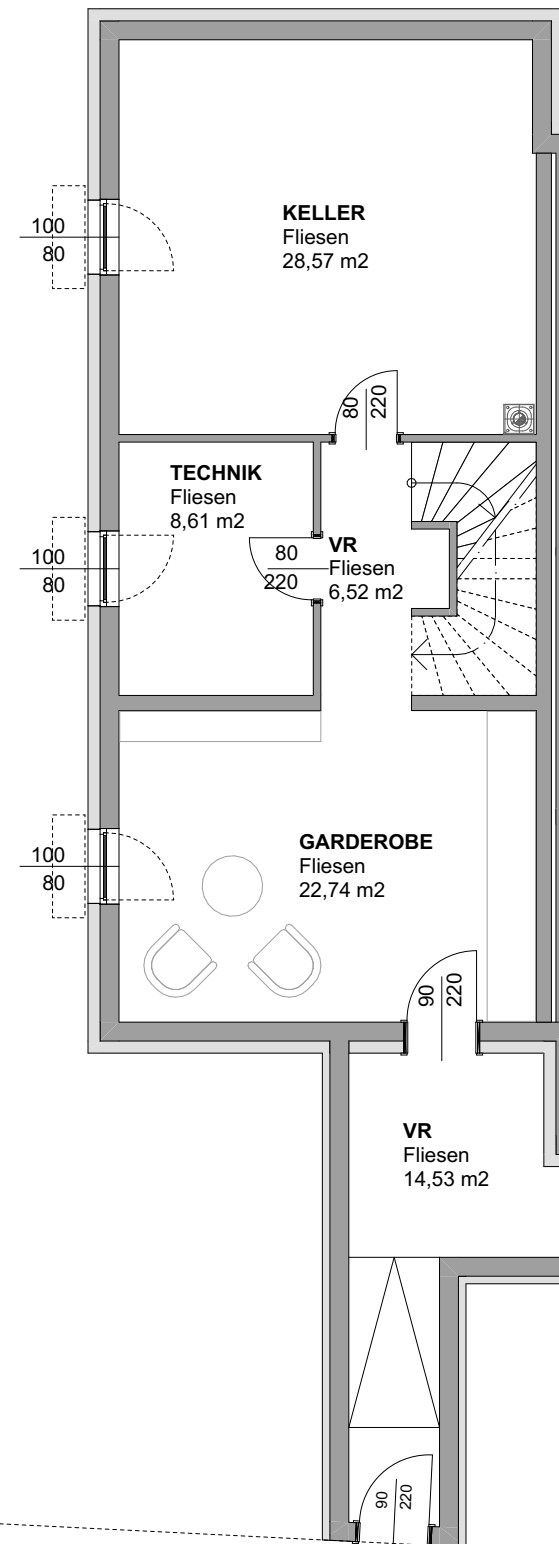 KELLER
Fliesen
28,57 m2
100
80
80
220
TECHNIK
Fliesen
8,61 m2
100
80
80
220
VR
Fliesen
6,52 m2
GARDEROBE
Fliesen
22,74 m2
100
80
90
220
VR
Fliesen
14,53 m2
90
220